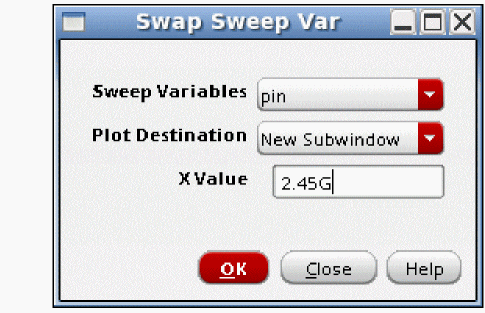 Swap Sweep Var
Sweep Variables pin
Plot Destination New Subwindow
X Value 2.45G
OK Close Help